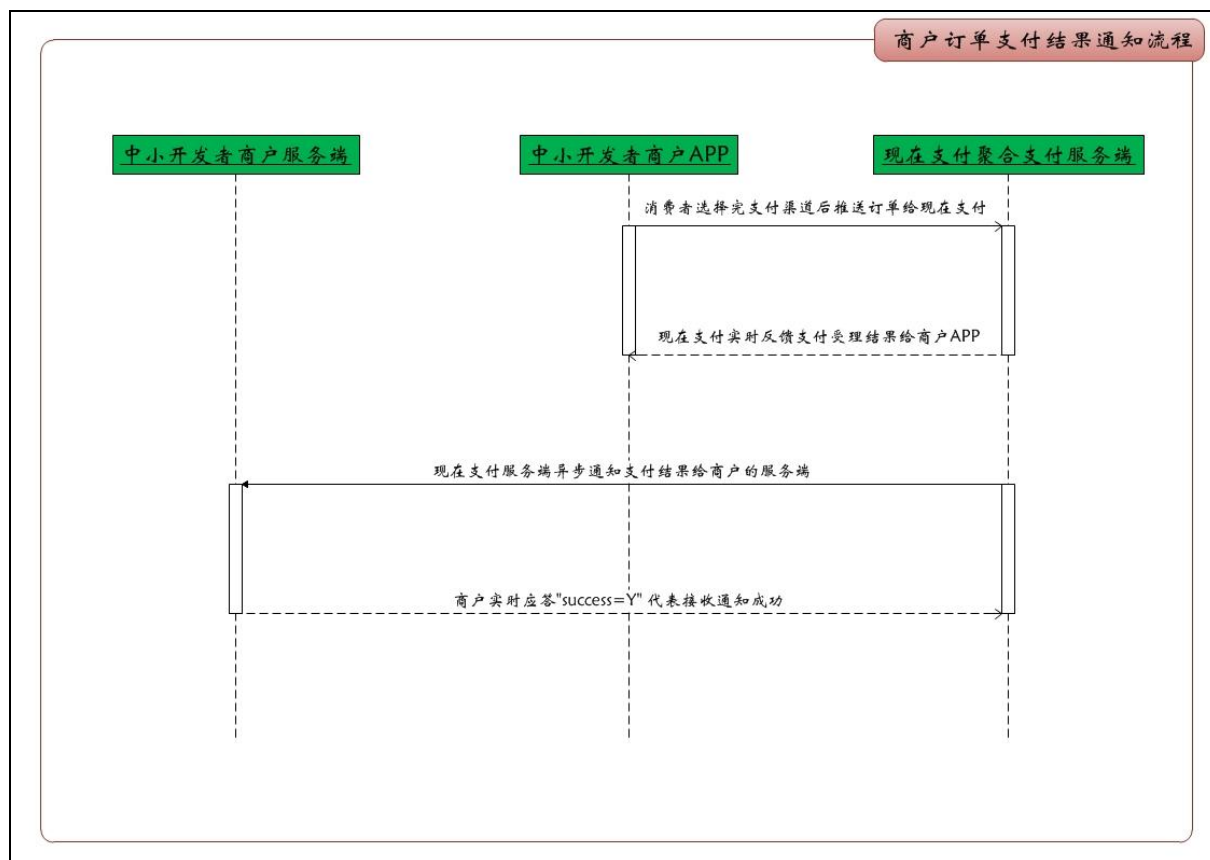 商户订单支付结果通知流程
中小开发者商户服务端
中小开发者商户APP
现在支付聚合支付服务端
消费者选择完支付渠道后推送订单给现在支付
现在支付实时反馈支付受理结果给商户APP
现在支付服务端异步通知支付结果给商户的服务端
商户实时应答"success=Y" 代表接收通知成功